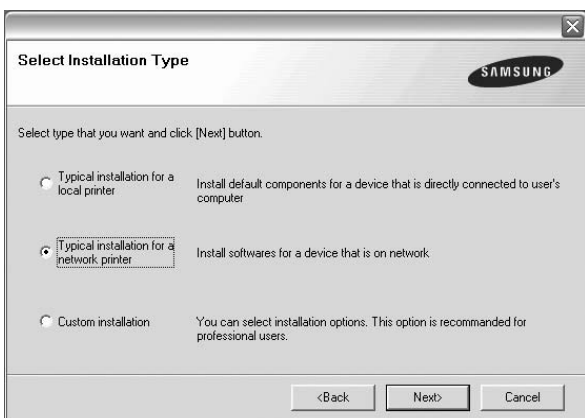 Select Installation Type
SAMSUNG
Select type that you want and click [Next] button.
Typical installation for a
local printer
Install default components for a device that is directly connected to user's
computer
Typical installation for a
network printer
Install softwares for a device that is on network
Custom installation
You can select installation options. This option is recommanded for
professional users.
<Back
Next>
Cancel